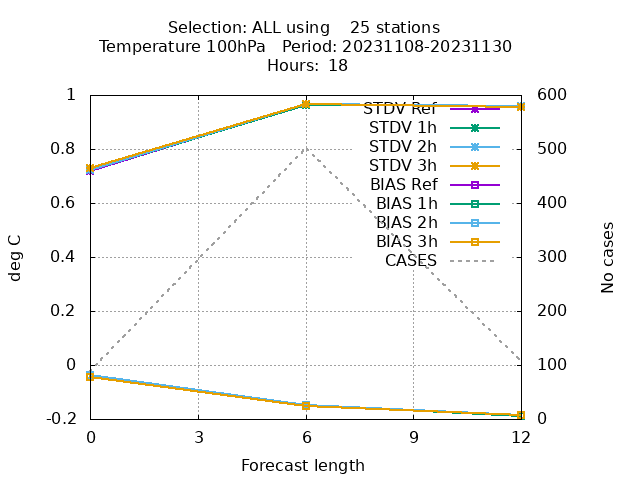 Selection: ALL using    25 stations
Temperature 100hPa   Period: 20231108-20231130
Hours:  18
1
0.8
0.6
0.4
0.2
0
-0.2
deg C
600
500
400
300
200
100
0
No cases
STDV Ref
STDV 1h
STDV 2h
STDV 3h
BIAS Ref
BIAS 1h
BIAS 2h
BIAS 3h
CASES
0 3 6 9 12
Forecast length